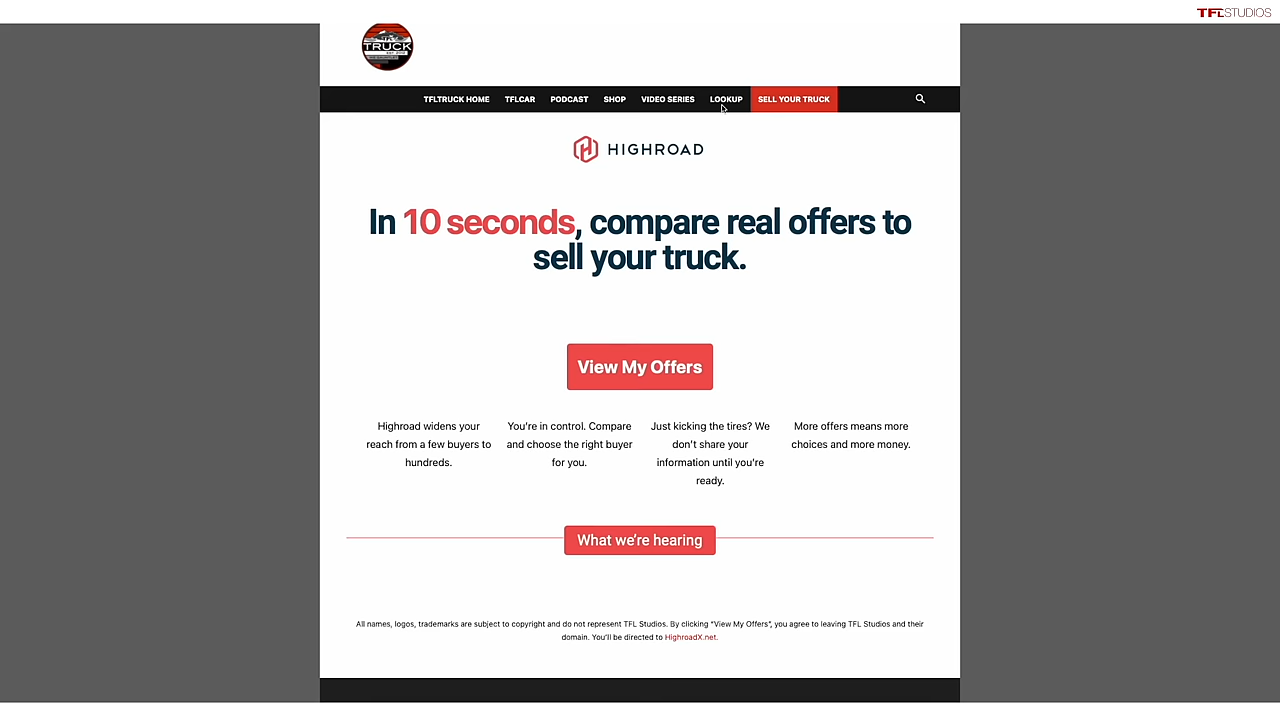 TFLSTUDIOS
TRUCK
TFLTRUCK HOME TFLCAR PODCAST SHOP VIDEO SERIES LOOKUP SELL YOUR TRUCK
HIGHROAD
In 10 seconds, compare real offers to
sell your truck.
View My Offers
Highroad widens your
reach from a few buyers to
hundreds.
You're in control. Compare
and choose the right buyer
for you.
Just kicking the tires? We
don't share your
information until you're
ready.
More offers means more
choices and more money.
What we're hearing
All names, logos, trademarks are subject to copyright and do not represent TFL Studios. By clicking “View My Offers”, you agree to leaving TFL Studios and their
domain. You'll be directed to HighroadX.net.